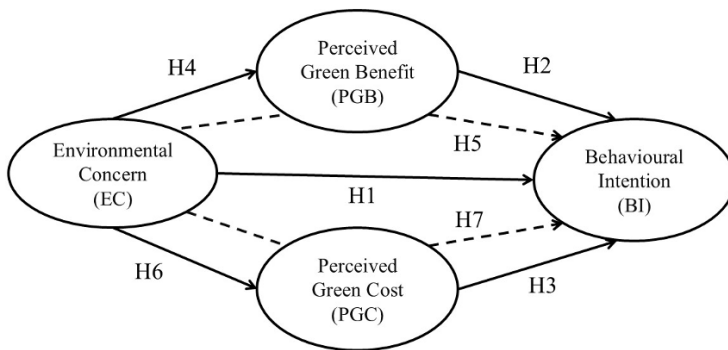 Perceived
Green Benefit
(PGB)
H4
H2
H5
Environmental
Concern
(EC)
H1
Behavioural
Intention
(BI)
H7
H6
Perceived
Green Cost
(PGC)
H3